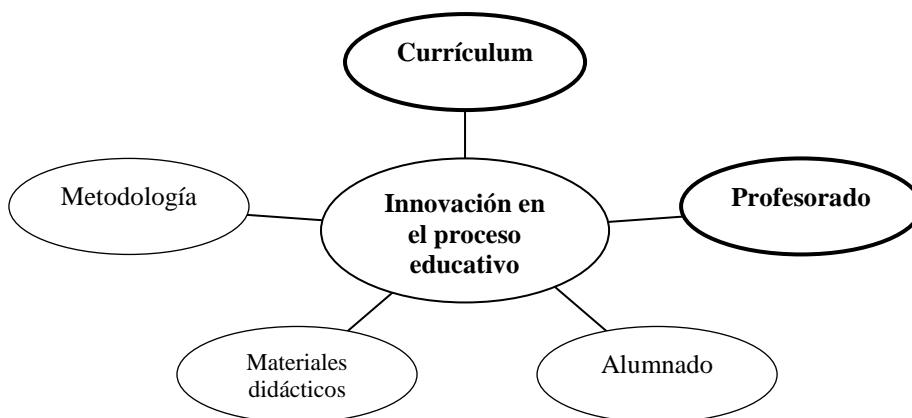 Currículum
Metodología
Profesorado
Innovación en
el proceso
educativo
Materiales
didácticos
Alumnado